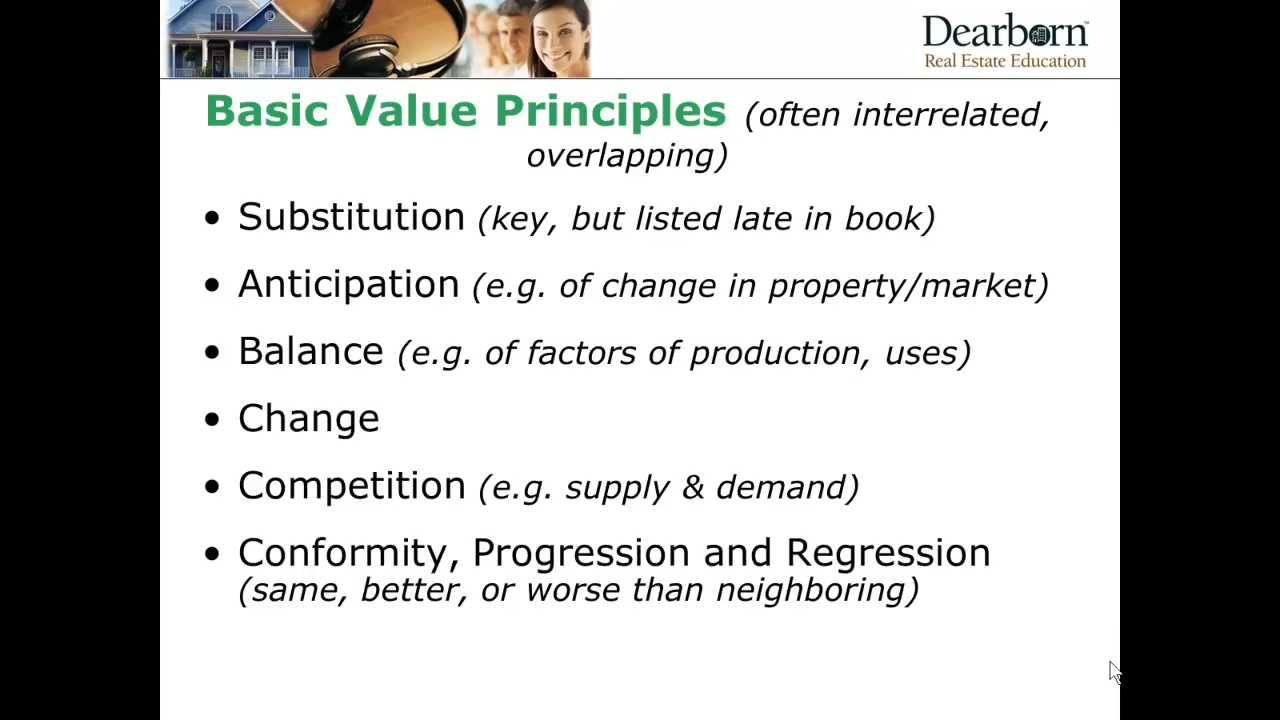 Dearborn™
Real Estate Education
Basic Value Principles (often interrelated,
overlapping)
• Substitution (key, but listed late in book)
• Anticipation (e.g. of change in property/market)
• Balance (e.g. of factors of production, uses)
• Change
• Competition (e.g. supply & demand)
• Conformity, Progression and Regression
(same, better, or worse than neighboring)